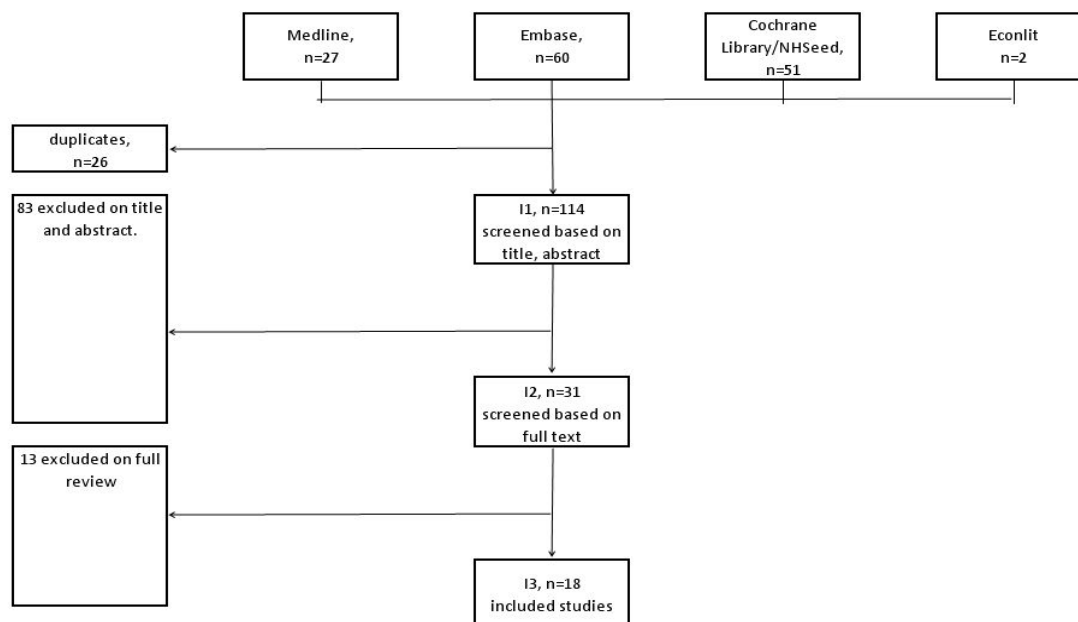 Medline,
n=27
Embase,
n=60
Cochrane
Library/NHSeed,
n=51
Econlit
n=2
duplicates,
n=26
83 excluded on title
and abstract.
I1, n=114
screened based on
title, abstract
I2, n=31
screened based on
full text
13 excluded on full
review
I3, n=18
included studies